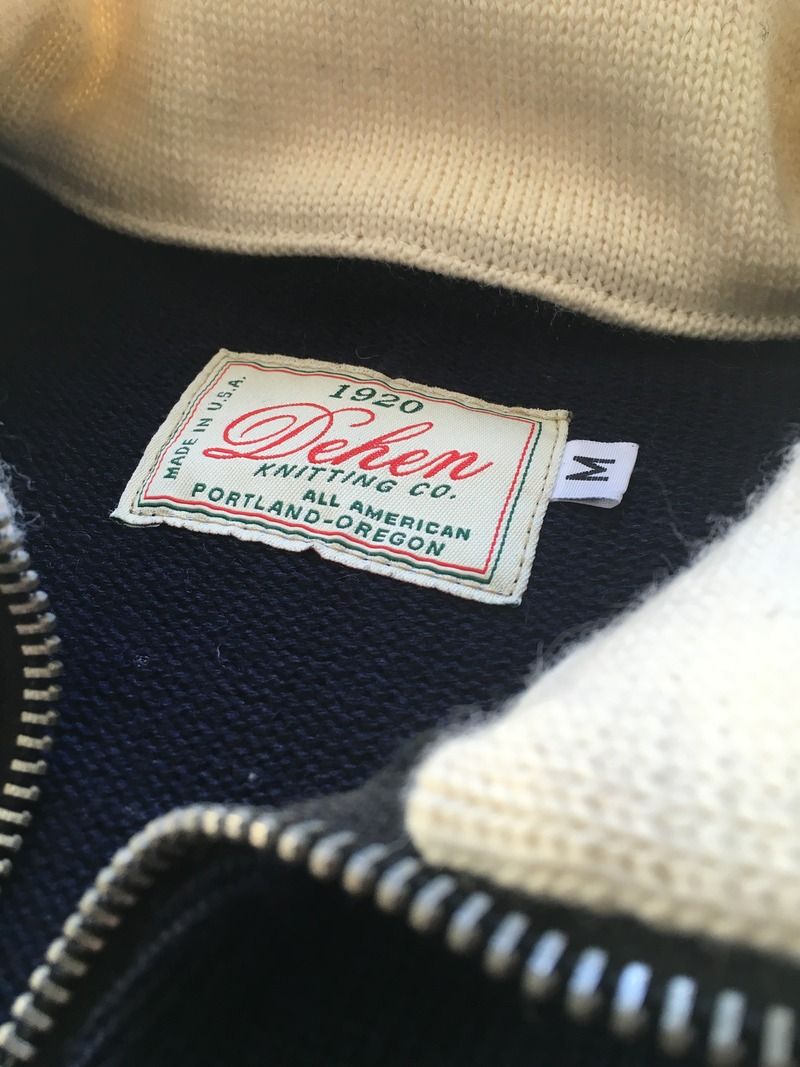 1920
MADE IN U.S.A.
Dehen
KNITTING CO.
ALL AMERICAN
PORTLAND-OREGON
M